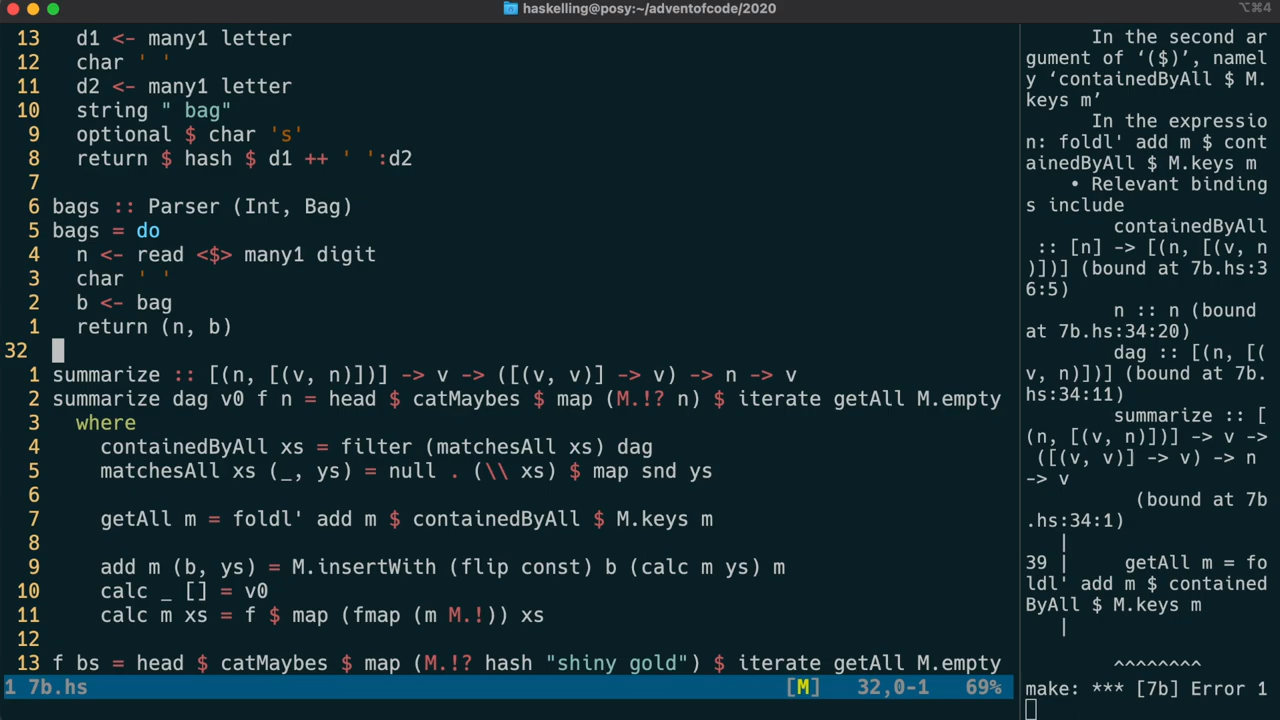 haskelling@posy:~/adventofcode/2020
⌥⌘4
13 d1 <- many1 letter
12 char ' '
11 d2 <- many1 letter
10 string " bag"
9 optional $ char 's'
8 return $ hash $ d1 ++ ' ':d2
7
6 bags :: Parser (Int, Bag)
5 bags = do
4 n <- read <$> many1 digit
3 char ' '
2 b <- bag
1 return (n, b)
32
1 summarize :: [(n, [(v, n)])] -> v -> ([(v, v)] -> v) -> n -> v
2 summarize dag v0 f n = head $ catMaybes $ map (M.!? n) $ iterate getAll M.empty
3 where
4 containedByAll xs = filter (matchesAll xs) dag
5 matchesAll xs (_, ys) = null . (\\ xs) $ map snd ys
6
7 getAll m = foldl' add m $ containedByAll $ M.keys m
8
9 add m (b, ys) = M.insertWith (flip const) b (calc m ys) m
10 calc _ [] = v0
11 calc m xs = f $ map (fmap (m M.!)) xs
12
13 f bs = head $ catMaybes $ map (M.!? hash "shiny gold") $ iterate getAll M.empty
1 7b.hs [M] 32,0-1 69%
In the second ar
gument of ‘($)’, namel
y ‘containedByAll $ M.
keys m’
In the expressio
n: foldl' add m $ cont
ainedByAll $ M.keys m
• Relevant binding
s include
containedByAll
:: [n] -> [(n, [(v, n
)])] (bound at 7b.hs:3
6:5)
n :: n (bound
at 7b.hs:34:20)
dag :: [(n, [(
v, n)])] (bound at 7b.
hs:34:11)
summarize :: [
(n, [(v, n)])] -> v ->
([(v, v)] -> v) -> n
-> v
(bound at 7b
.hs:34:1)
|
39 | getAll m = fo
ldl' add m $ contained
ByAll $ M.keys m
|
^^^^^^^^
make: *** [7b] Error 1